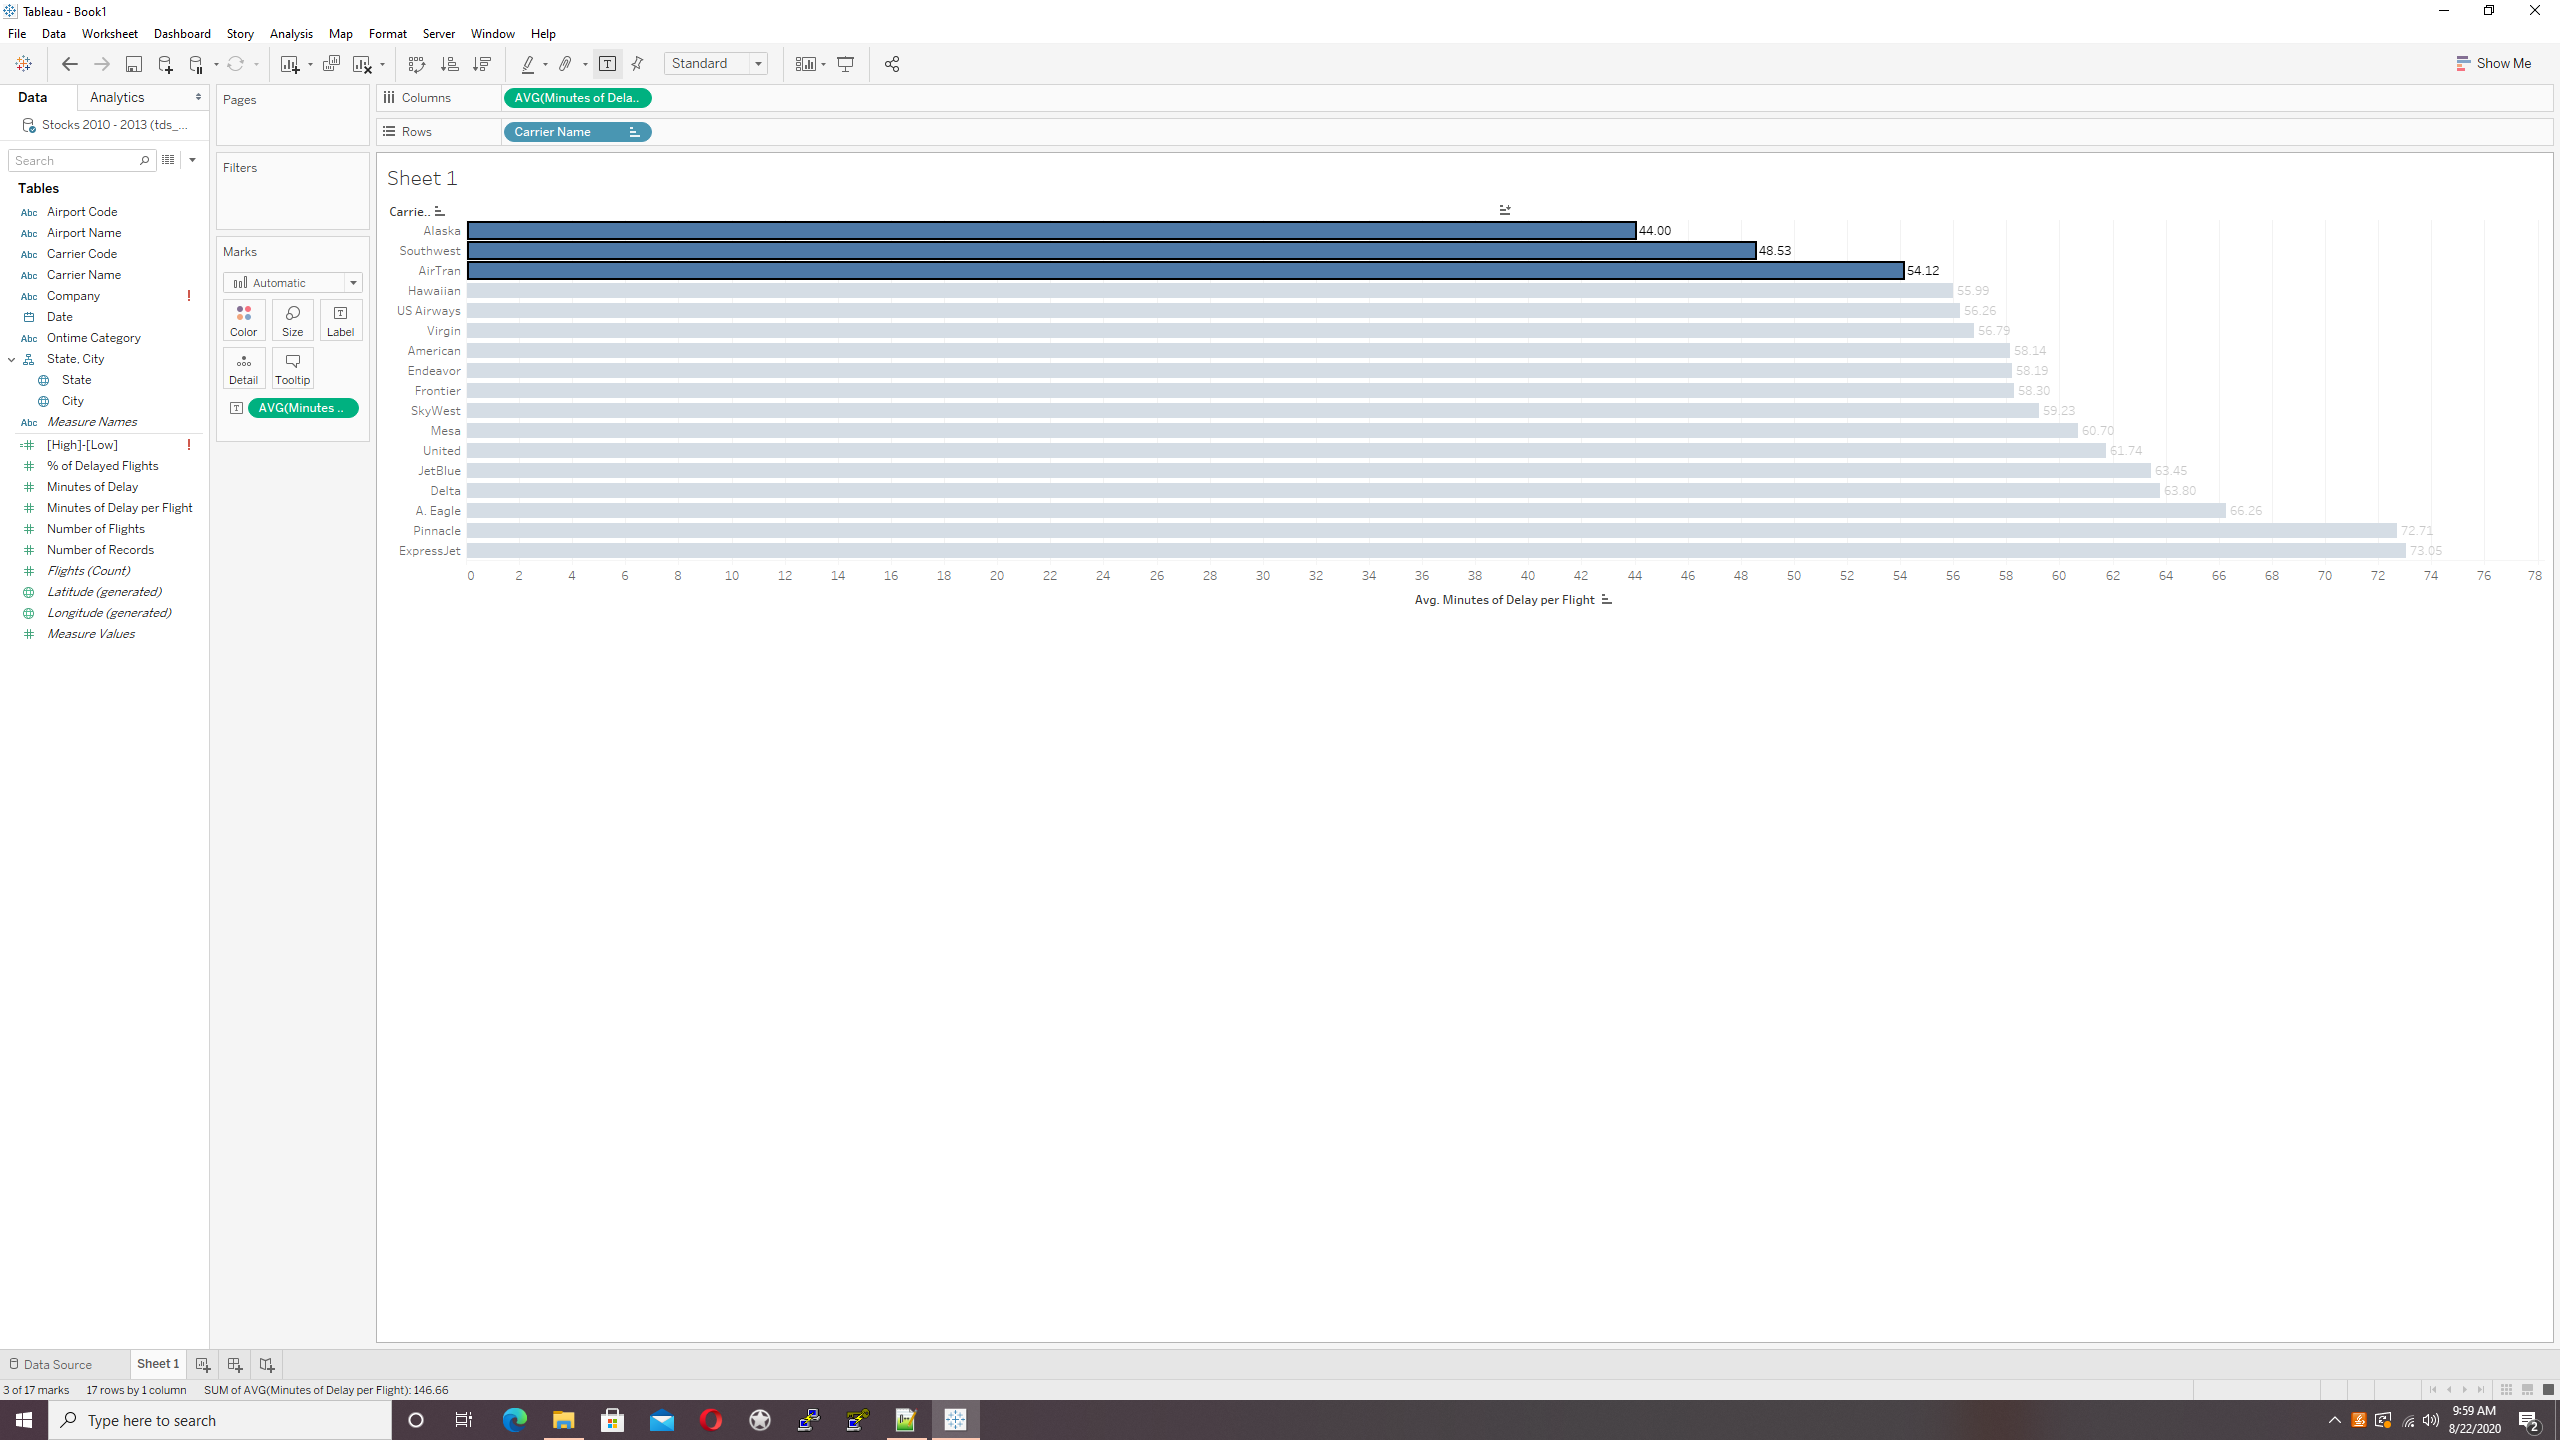 Tableau - Book1
File Data Worksheet Dashboard Story Analysis Map Format Server Window Help
Standard
Show Me
Data Analytics
Stocks 2010 - 2013 (tds_...
Search
Tables
Abc Airport Code
Abc Airport Name
Abc Carrier Code
Abc Carrier Name
Abc Company !
Date
Abc Ontime Category
State, City
State
City
Abc Measure Names
=# [High]-[Low] !
# % of Delayed Flights
# Minutes of Delay
# Minutes of Delay per Flight
# Number of Flights
# Number of Records
# Flights (Count)
Latitude (generated)
Longitude (generated)
# Measure Values
Pages
Filters
Marks
Automatic
Color Size Label
Detail Tooltip
AVG(Minutes ..
Columns AVG(Minutes of Dela..
Rows Carrier Name
Sheet 1
Carrie..
Alaska 44.00
Southwest 48.53
AirTran 54.12
Hawaiian 55.99
US Airways 56.26
Virgin 56.79
American 58.14
Endeavor 58.19
Frontier 58.30
SkyWest 59.23
Mesa 60.70
United 61.74
JetBlue 63.45
Delta 63.80
A. Eagle 66.26
Pinnacle 72.71
ExpressJet 73.05
0 2 4 6 8 10 12 14 16 18 20 22 24 26 28 30 32 34 36 38 40 42 44 46 48 50 52 54 56 58 60 62 64 66 68 70 72 74 76 78
Avg. Minutes of Delay per Flight
Data Source Sheet 1
3 of 17 marks 17 rows by 1 column SUM of AVG(Minutes of Delay per Flight): 146.66
Type here to search
9:59 AM
8/22/2020
2